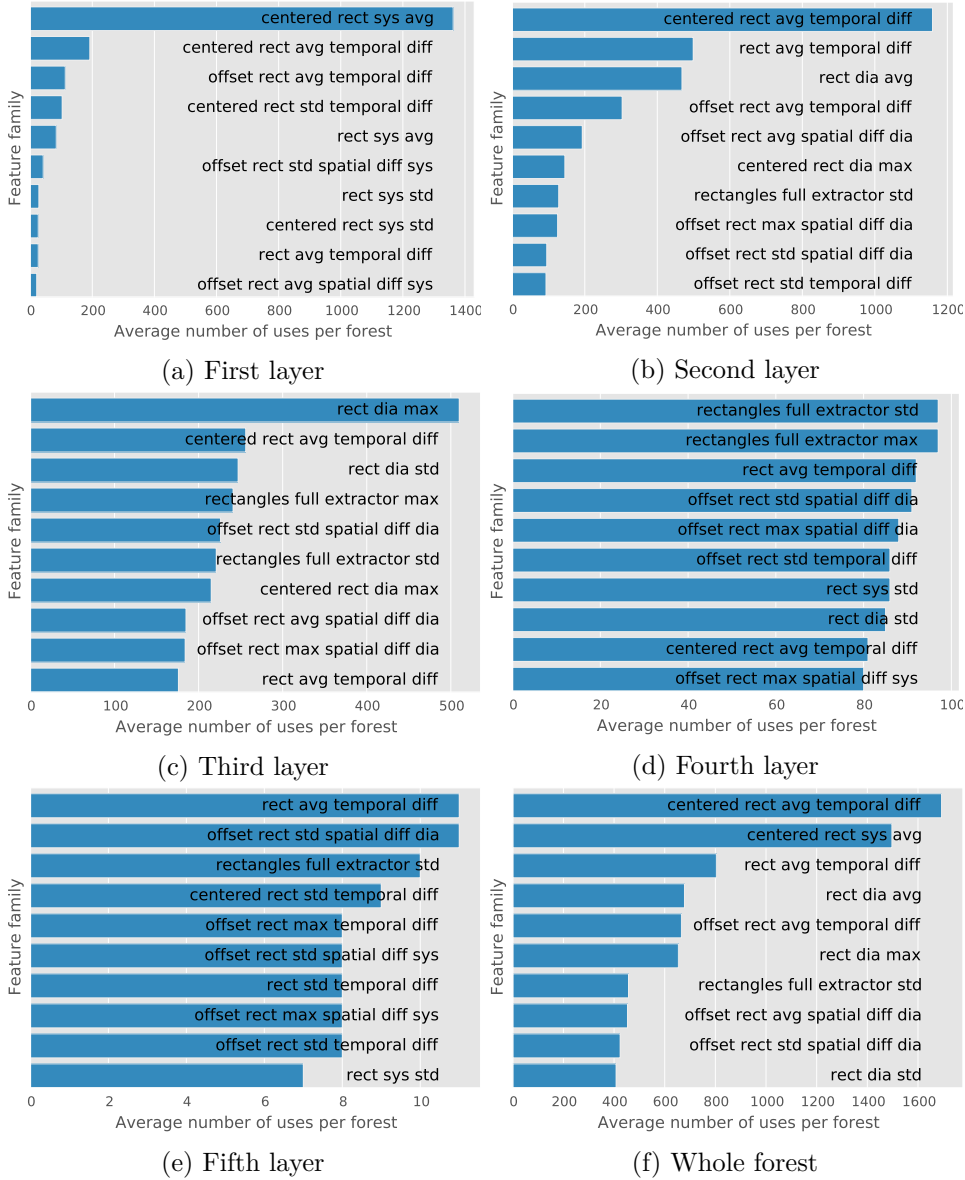 centered rect sys avg
centered rect avg temporal diff
offset rect avg temporal diff
centered rect std temporal diff
rect sys avg
offset rect std spatial diff sys
rect sys std
centered rect sys std
rect avg temporal diff
offset rect avg spatial diff sys
Feature family
0 200 400 600 800 1000 1200 1400
Average number of uses per forest
(a) First layer
centered rect avg temporal diff
rect avg temporal diff
rect dia avg
offset rect avg temporal diff
offset rect avg spatial diff dia
centered rect dia max
rectangles full extractor std
offset rect max spatial diff dia
offset rect std spatial diff dia
offset rect std temporal diff
Feature family
0 200 400 600 800 1000 1200
Average number of uses per forest
(b) Second layer
rect dia max
centered rect avg temporal diff
rect dia std
rectangles full extractor max
offset rect std spatial diff dia
rectangles full extractor std
centered rect dia max
offset rect avg spatial diff dia
offset rect max spatial diff dia
rect avg temporal diff
Feature family
0 100 200 300 400 500
Average number of uses per forest
(c) Third layer
rectangles full extractor std
rectangles full extractor max
rect avg temporal diff
offset rect std spatial diff dia
offset rect max spatial diff dia
offset rect std temporal diff
rect sys std
rect dia std
centered rect avg temporal diff
offset rect max spatial diff sys
Feature family
0 20 40 60 80 100
Average number of uses per forest
(d) Fourth layer
rect avg temporal diff
offset rect std spatial diff dia
rectangles full extractor std
centered rect std temporal diff
offset rect max temporal diff
offset rect std spatial diff sys
rect std temporal diff
offset rect max spatial diff sys
offset rect std temporal diff
rect sys std
Feature family
0 2 4 6 8 10
Average number of uses per forest
(e) Fifth layer
centered rect avg temporal diff
centered rect sys avg
rect avg temporal diff
rect dia avg
offset rect avg temporal diff
rect dia max
rectangles full extractor std
offset rect avg spatial diff dia
offset rect std spatial diff dia
rect dia std
Feature family
0 200 400 600 800 1000 1200 1400 1600
Average number of uses per forest
(f) Whole forest